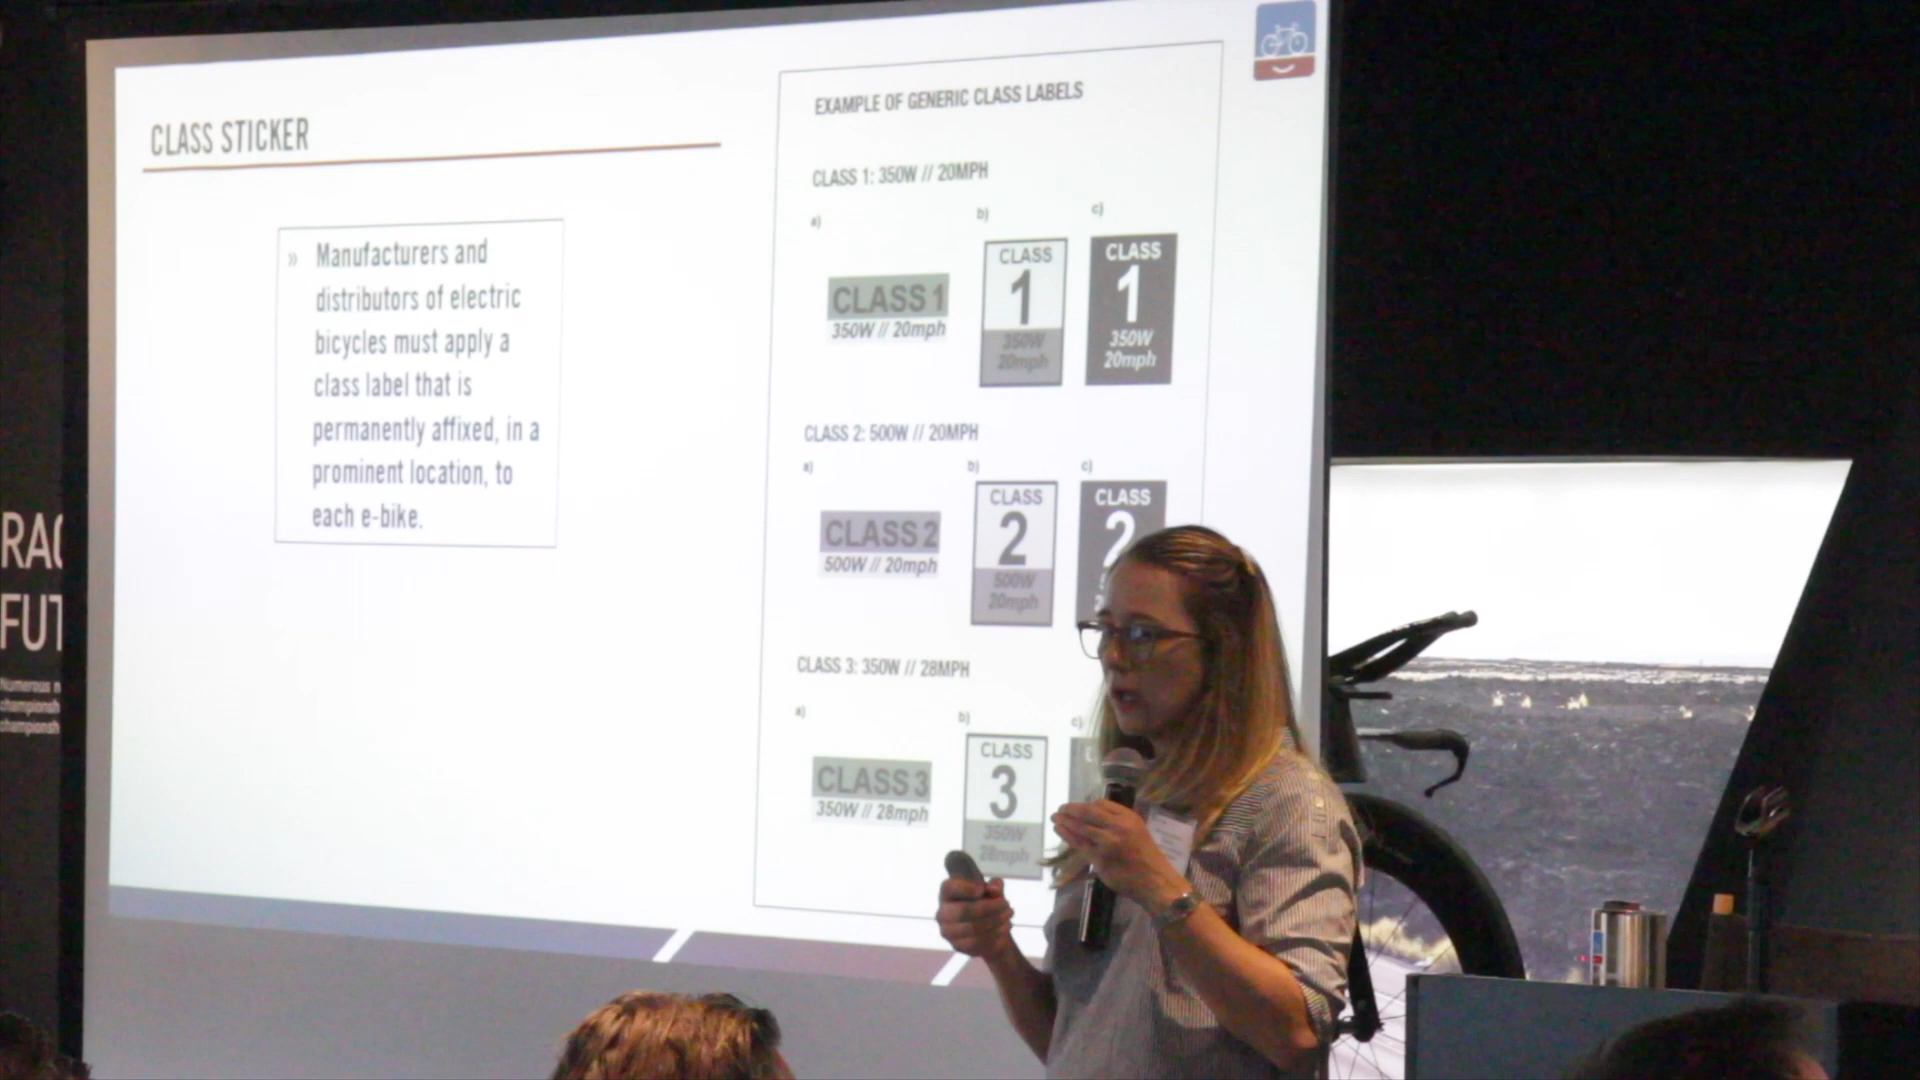 CLASS STICKER
» Manufacturers and
distributors of electric
bicycles must apply a
class label that is
permanently affixed, in a
prominent location, to
each e-bike.
EXAMPLE OF GENERIC CLASS LABELS
CLASS 1: 350W // 20MPH
a) b) c)
CLASS 1
350W // 20mph
CLASS
1
350W
20mph
CLASS
1
350W
20mph
CLASS 2: 500W // 20MPH
a) b) c)
CLASS 2
500W // 20mph
CLASS
2
500W
20mph
CLASS
2
CLASS 3: 350W // 28MPH
a) b) c)
CLASS 3
350W // 28mph
CLASS
3
350W
28mph
Numerous